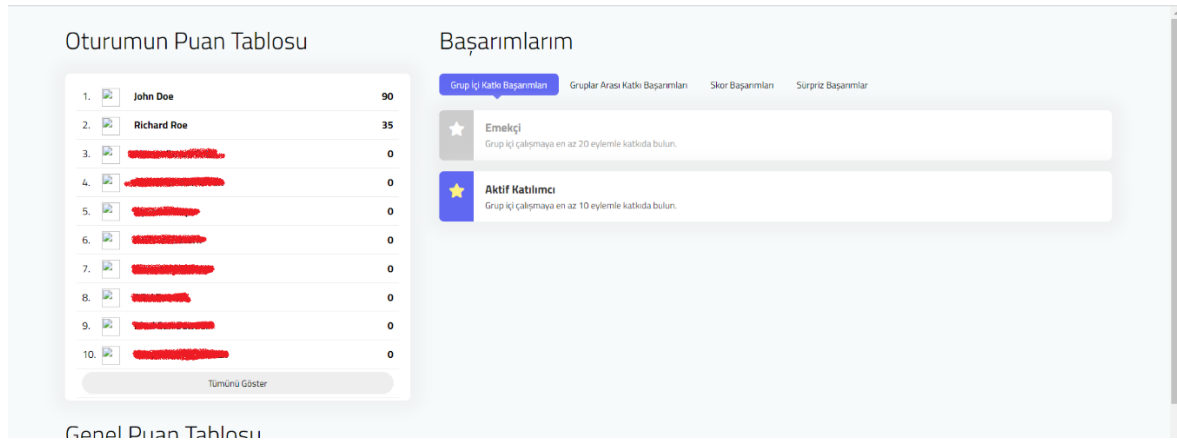 Oturumun Puan Tablosu
1. John Doe 90
2. Richard Roe 35
3. 0
4. 0
5. 0
6. 0
7. 0
8. 0
9. 0
10. 0
Tümünü Göster
Genel Puan Tablosu
Başarımlarım
Grup İçi Katkı Başarımları Gruplar Arası Katkı Başarımları Skor Başarımları Sürpriz Başarımlar
Emekçi
Grup içi çalışmaya en az 20 eylemle katkıda bulun.
Aktif Katılımcı
Grup içi çalışmaya en az 10 eylemle katkıda bulun.